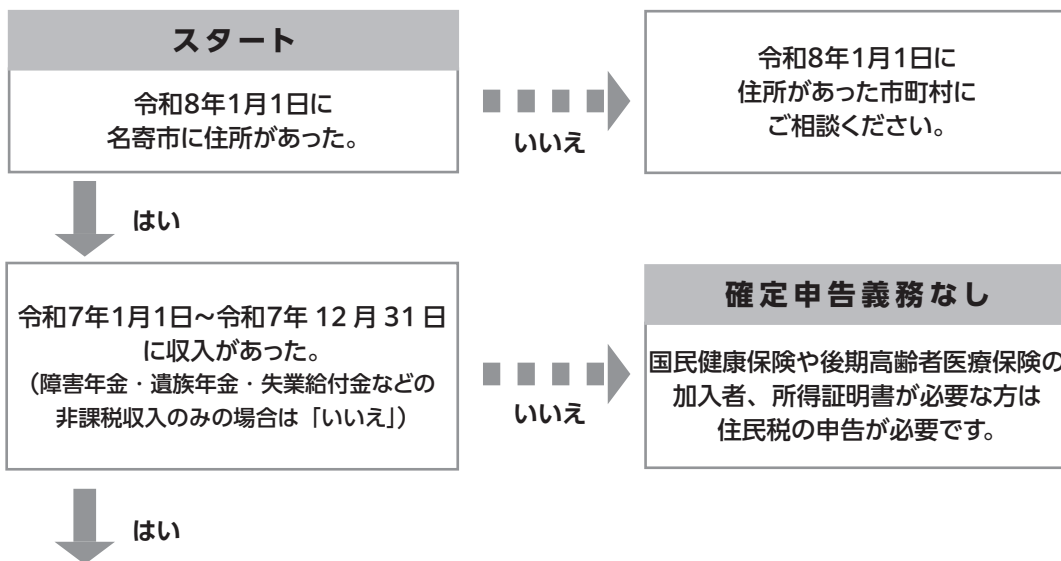 スタート
令和8年1月1日に
名寄市に住所があった。
いいえ
令和8年1月1日に
住所があった市町村に
ご相談ください。
はい
令和7年1月1日～令和7年12月31日
に収入があった。
（障害年金・遺族年金・失業給付金などの
非課税収入のみの場合は「いいえ」）
いいえ
確定申告義務なし
国民健康保険や後期高齢者医療保険の
加入者、所得証明書が必要な方は
住民税の申告が必要です。
はい